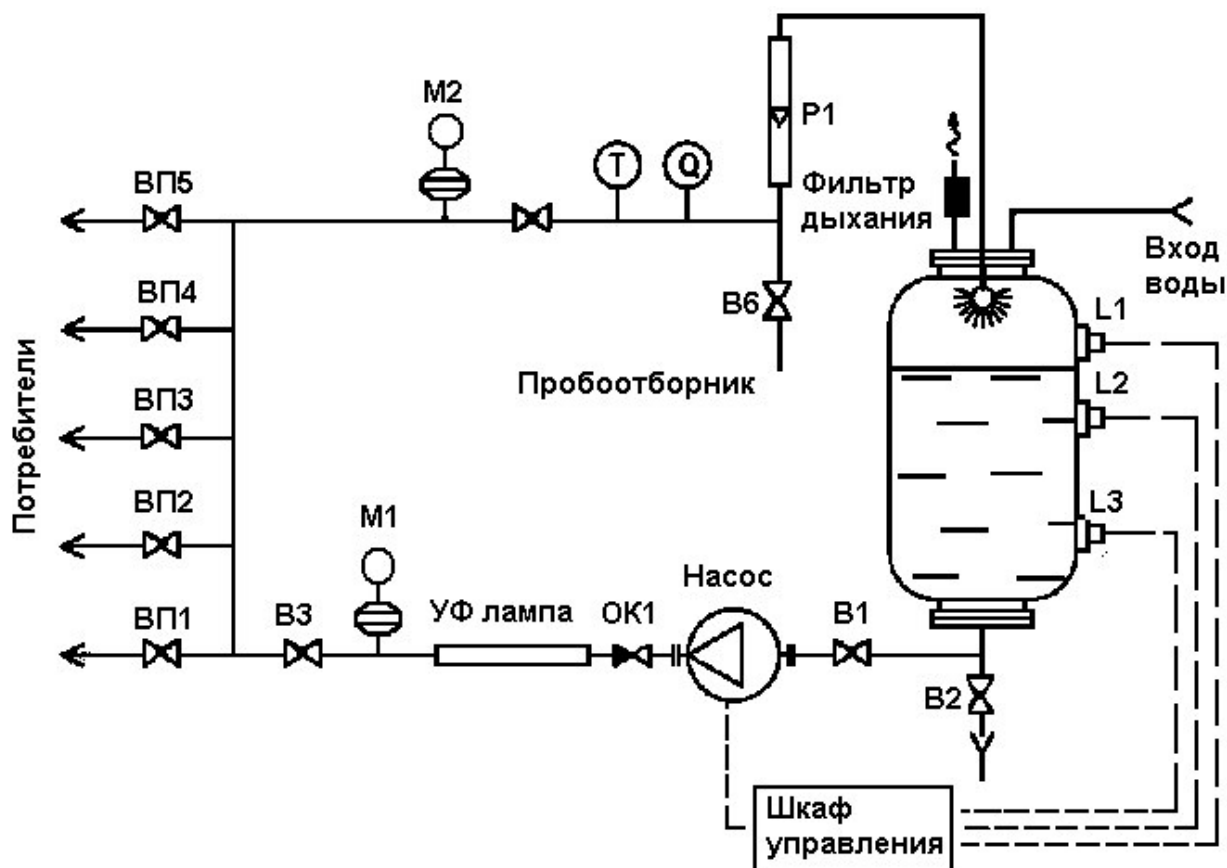 М2
Р1
ВП5
T
Q
Фильтр
дыхания
Вход
воды
ВП4
В6
L1
Пробоотборник
L2
ВП3
Потребители
ВП2
М1
L3
Насос
ВП1
В3
УФ лампа
ОК1
В1
В2
Шкаф
управления